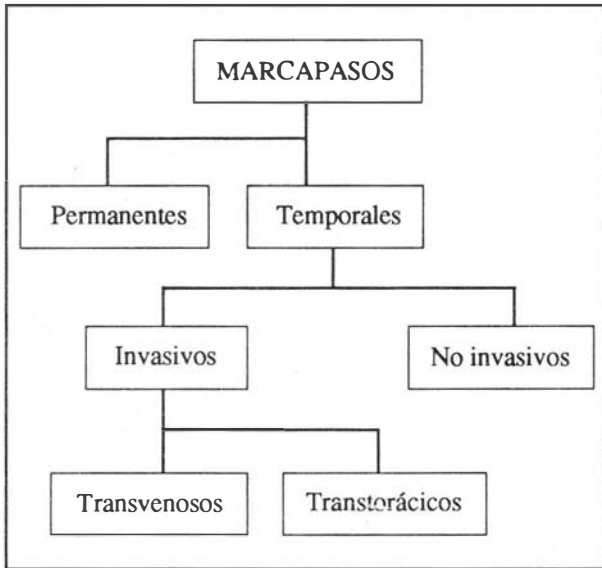 MARCAPASOS
Permanentes
Temporales
Invasivos
No invasivos
Transvenosos
Transtorácicos